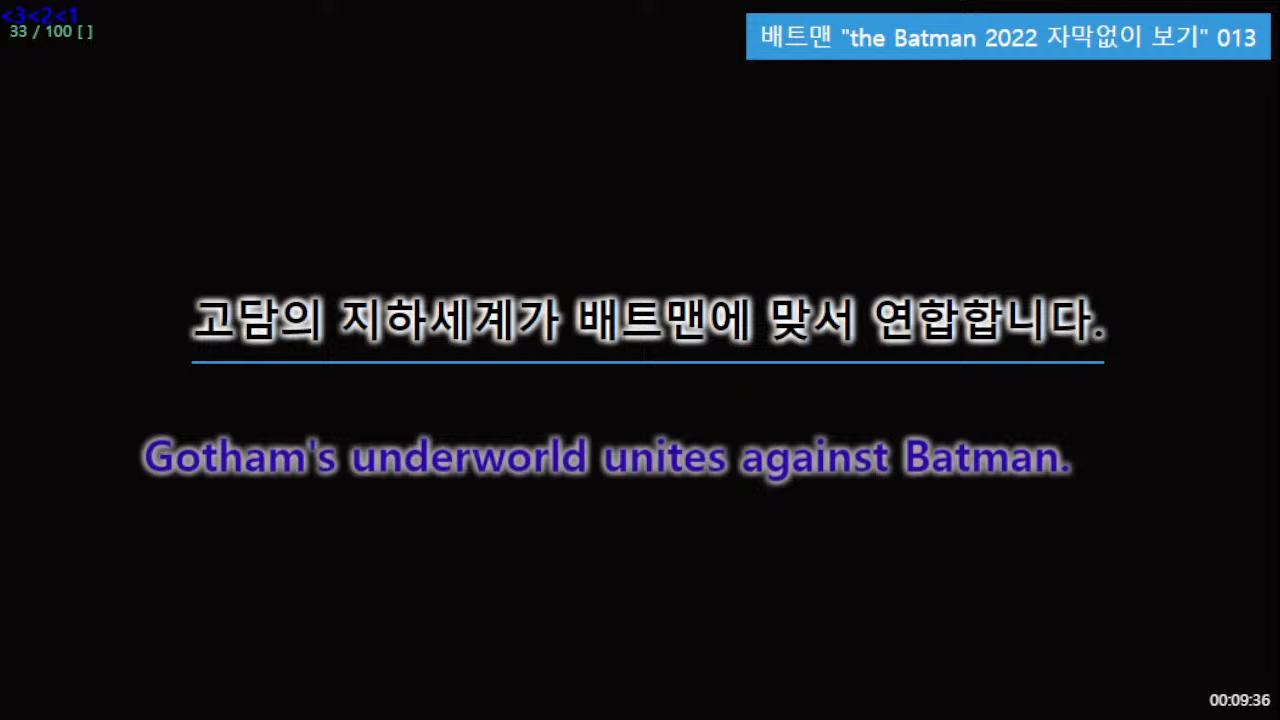 <3<2<1
33 / 100 [ ]
배트맨 "the Batman 2022 자막없이 보기" 013
고담의 지하세계가 배트맨에 맞서 연합합니다.
Gotham's underworld unites against Batman.
00:09:36